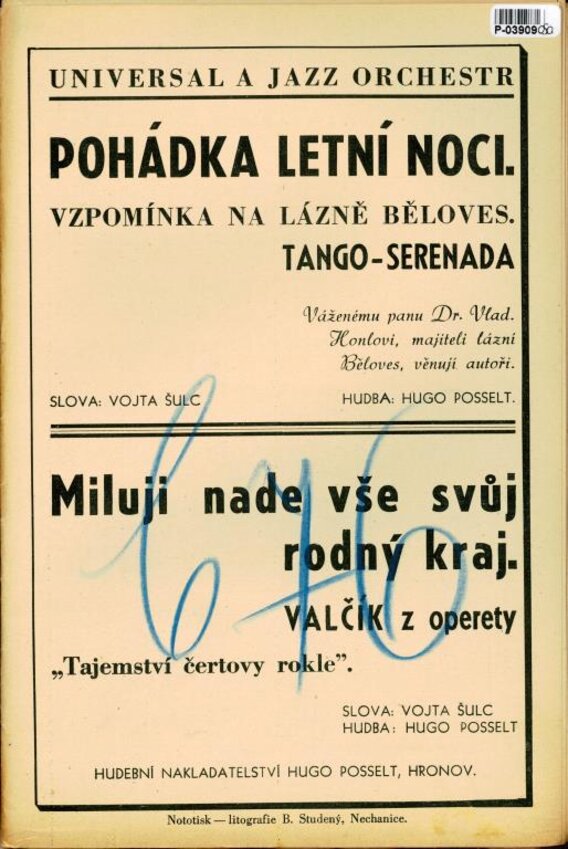 P-03909
UNIVERSAL A JAZZ ORCHESTR
POHÁDKA LETNÍ NOCI.
VZPOMÍNKA NA LÁZNĚ BĚLOVES.
TANGO-SERENADA
Váženému panu Dr. Vlad.
Honlovi, majiteli lázní
Běloves, věnují autoři.
SLOVA: VOJTA ŠULC HUDBA: HUGO POSSELT.
676
Miluji nade vše svůj
rodný kraj.
VALČÍK z operety
„Tajemství čertovy rokle”.
SLOVA: VOJTA ŠULC
HUDBA: HUGO POSSELT
HUDEBNÍ NAKLADATELSTVÍ HUGO POSSELT, HRONOV.
Nototisk — litografie B. Studený, Nechanice.